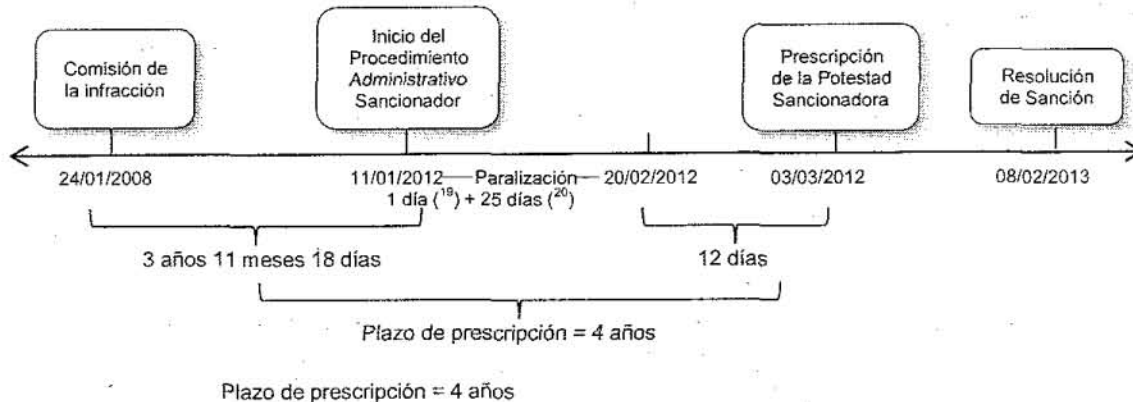 Comisión de
la infracción
Inicio del
Procedimiento
Administrativo
Sancionador
Prescripción
de la Potestad
Sancionadora
Resolución
de Sanción
24/01/2008
11/01/2012 Paralización 20/02/2012
03/03/2012
08/02/2013
1 día (19) + 25 días (20)
3 años 11 meses 18 días
12 días
Plazo de prescripción = 4 años
Plazo de prescripción = 4 años